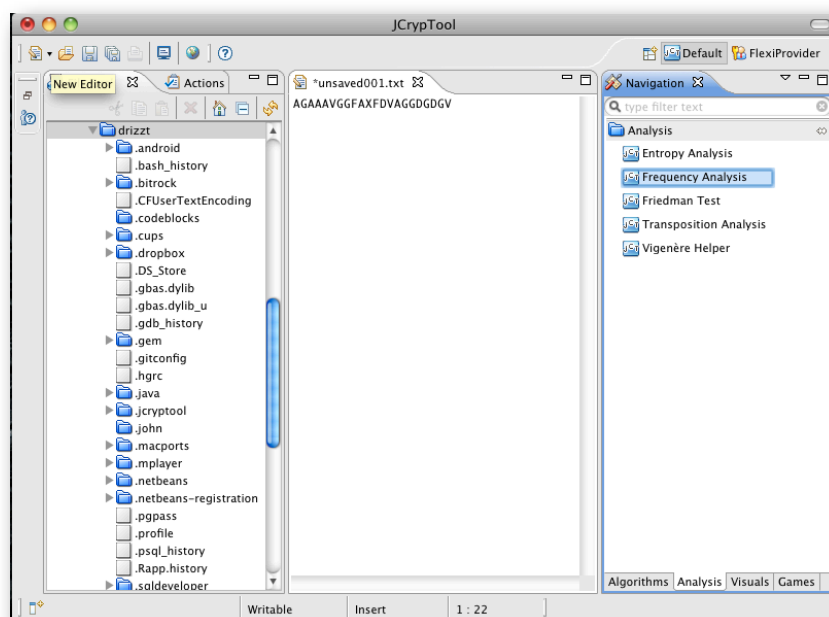 JCrypTool
Default
FlexiProvider
New Editor
Actions
*unsaved001.txt
Navigation
AGAAAVGGFAXFDVAGGDGDGV
type filter text
drizzt
.android
.bash_history
.bitrock
.CFUserTextEncoding
.codeblocks
.cups
.dropbox
.DS_Store
.gbas.dylib
.gbas.dylib_u
.gdb_history
.gem
.gitconfig
.hgrc
.java
.jcryptool
.john
.macports
.mplayer
.netbeans
.netbeans-registration
.pgpass
.profile
.psql_history
.Rapp.history
.sqldeveloper
Analysis
Entropy Analysis
Frequency Analysis
Friedman Test
Transposition Analysis
Vigenère Helper
Algorithms
Analysis
Visuals
Games
Writable
Insert
1 : 22